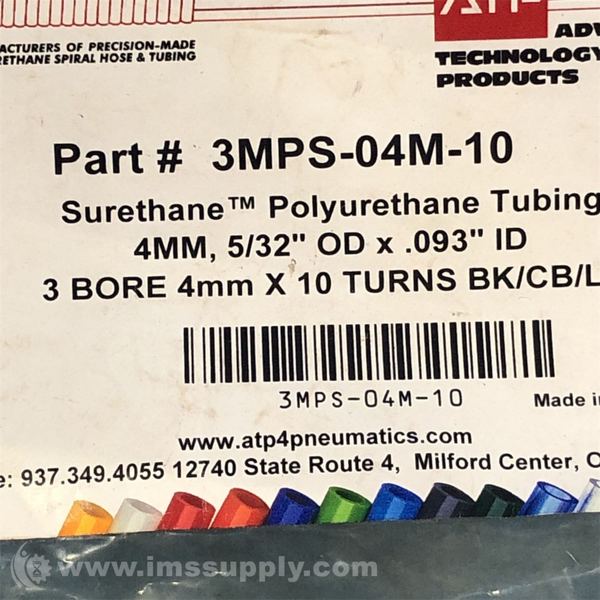 ADV
TECHNOLOGY
PRODUCTS
OF PRECISION-MADE
SPIRAL HOSE & TUBING
Part # 3MPS-04M-10
Surethane™ Polyurethane Tubing
4MM, 5/32" OD x .093" ID
3 BORE 4mm X 10 TURNS BK/CB/L
3MPS-04M-10
Made in
www.atp4pneumatics.com
937.349.4055 12740 State Route 4, Milford Center,
www.imssupply.com